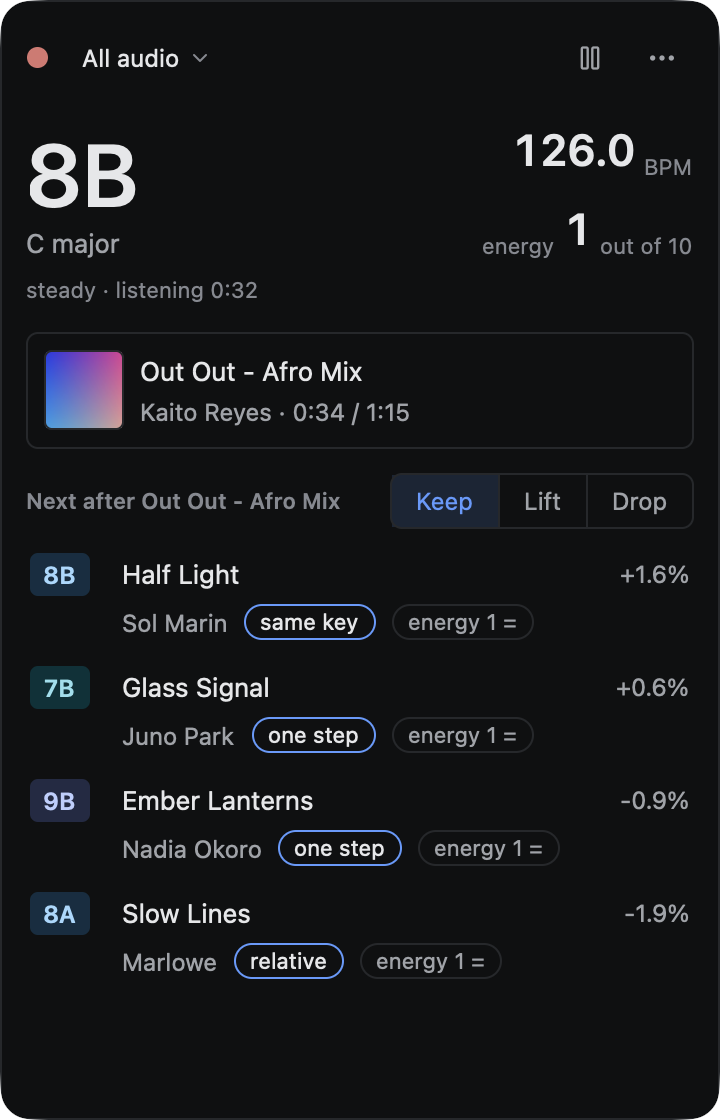 All audio
8B
126.0 BPM
C major
energy 1 out of 10
steady · listening 0:32
Out Out - Afro Mix
Kaito Reyes · 0:34 / 1:15
Next after Out Out - Afro Mix
Keep Lift Drop
8B Half Light +1.6%
Sol Marin same key energy 1 =
7B Glass Signal +0.6%
Juno Park one step energy 1 =
9B Ember Lanterns -0.9%
Nadia Okoro one step energy 1 =
8A Slow Lines -1.9%
Marlowe relative energy 1 =